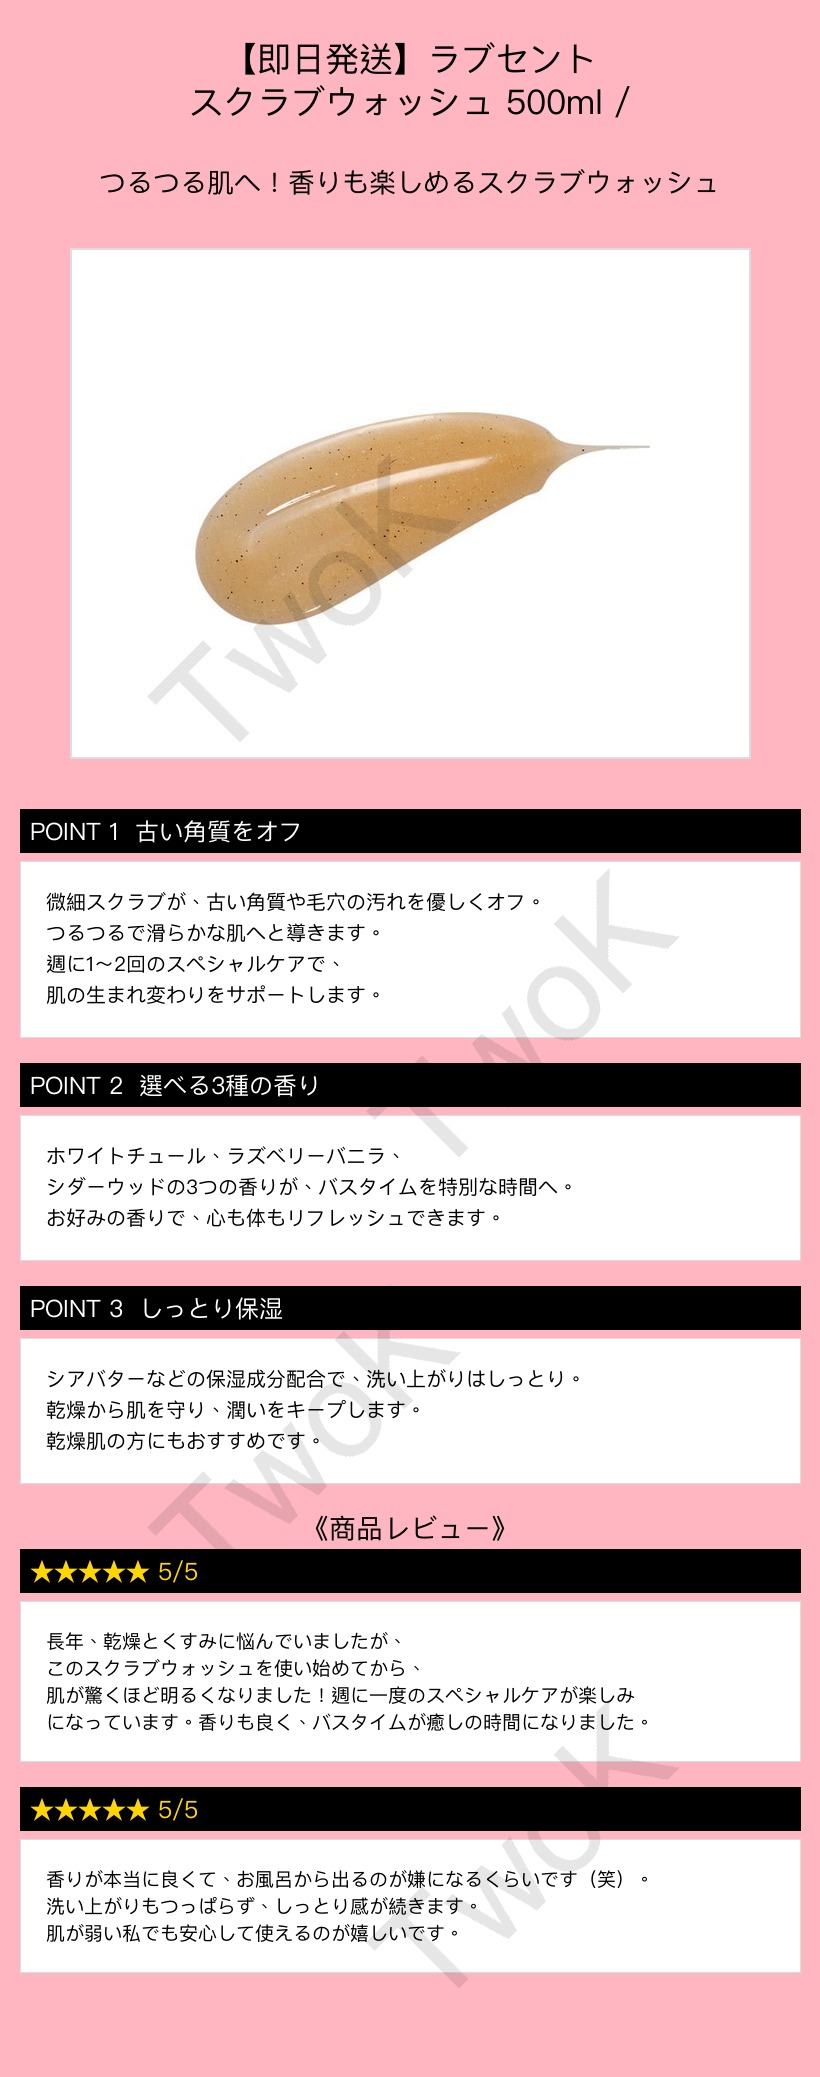 【即日発送】ラブセント
スクラブウォッシュ 500ml /
つるつる肌へ！香りも楽しめるスクラブウォッシュ
TwoK
POINT 1 古い角質をオフ
微細スクラブが、古い角質や毛穴の汚れを優しくオフ。
つるつるで滑らかな肌へと導きます。
週に1〜2回のスペシャルケアで、
肌の生まれ変わりをサポートします。
TwoK
POINT 2 選べる3種の香り
ホワイトチュール、ラズベリーバニラ、
シダーウッドの3つの香りが、バスタイムを特別な時間へ。
お好みの香りで、心も体もリフレッシュできます。
POINT 3 しっとり保湿
シアバターなどの保湿成分配合で、洗い上がりはしっとり。
乾燥から肌を守り、潤いをキープします。
乾燥肌の方にもおすすめです。
TwoK
《商品レビュー》
★★★★★ 5/5
長年、乾燥とくすみに悩んでいましたが、
このスクラブウォッシュを使い始めてから、
肌が驚くほど明るくなりました！週に一度のスペシャルケアが楽しみ
になっています。香りも良く、バスタイムが癒しの時間になりました。
★★★★★ 5/5
香りが本当に良くて、お風呂から出るのが嫌になるくらいです（笑）。
洗い上がりもつっぱらず、しっとり感が続きます。
肌が弱い私でも安心して使えるのが嬉しいです。
TwoK